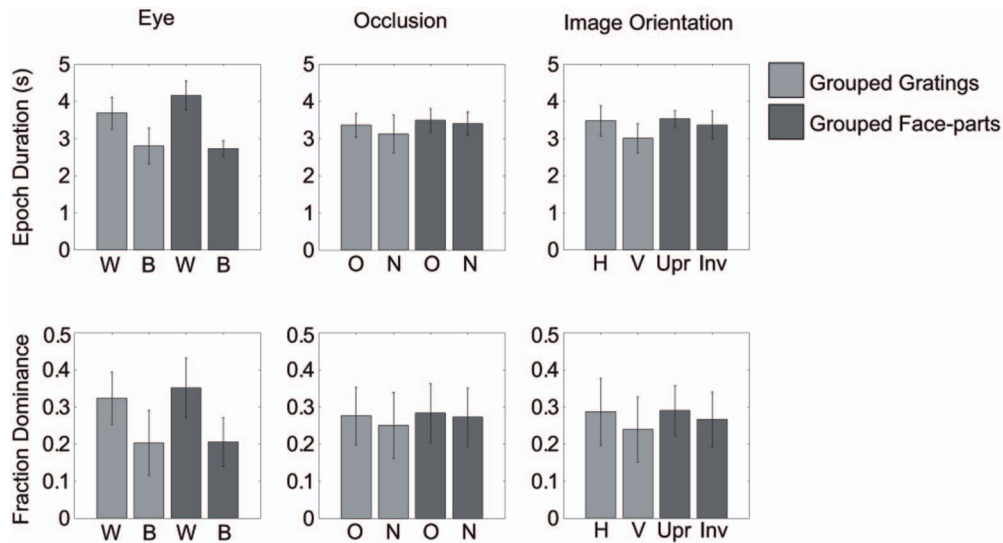 Eye
Occlusion
Image Orientation
Epoch Duration (s)
5
4
3
2
1
0
W B W B
5
4
3
2
1
0
O N O N
5
4
3
2
1
0
H V Upr Inv
Grouped Gratings
Grouped Face-parts
Fraction Dominance
0.5
0.4
0.3
0.2
0.1
0
W B W B
0.5
0.4
0.3
0.2
0.1
0
O N O N
0.5
0.4
0.3
0.2
0.1
0
H V Upr Inv